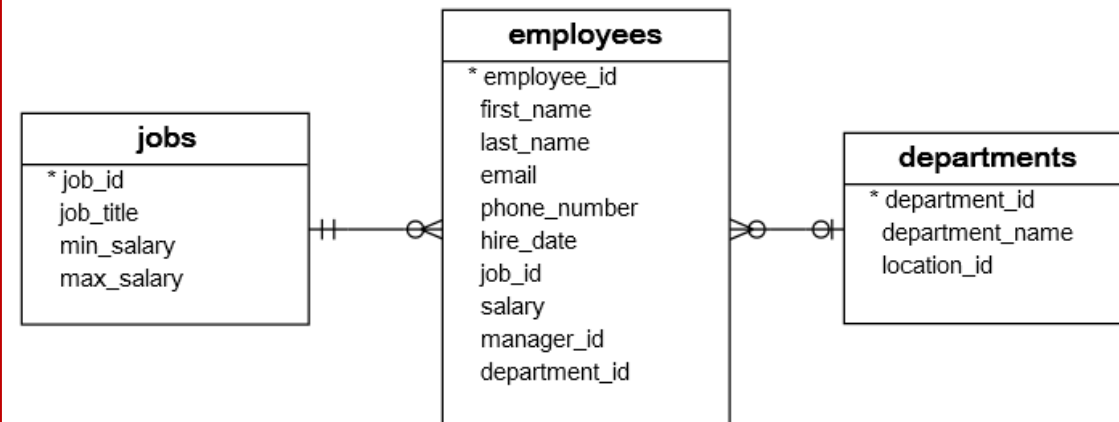 jobs
* job_id
job_title
min_salary
max_salary
employees
* employee_id
first_name
last_name
email
phone_number
hire_date
job_id
salary
manager_id
department_id
departments
* department_id
department_name
location_id